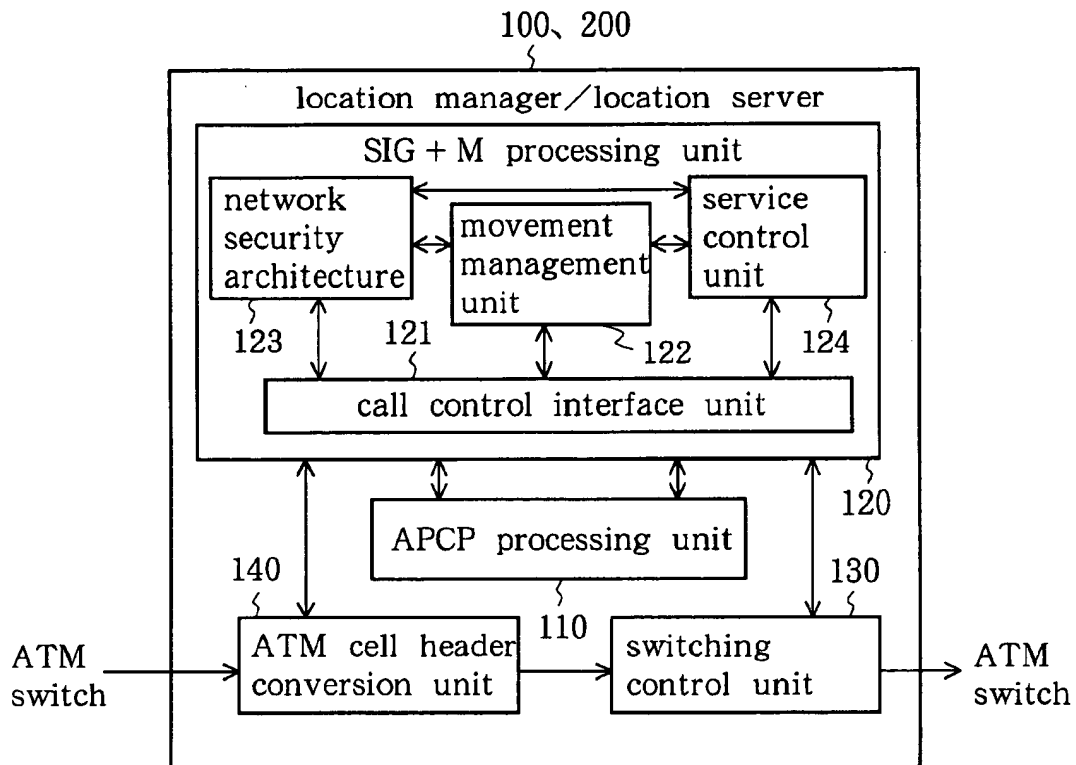 100、200
location manager/location server
SIG + M processing unit
network
security
architecture
movement
management
unit
service
control
unit
123
121
122
124
call control interface unit
120
APCP processing unit
140
110
130
ATM
switch
ATM cell header
conversion unit
switching
control unit
ATM
switch